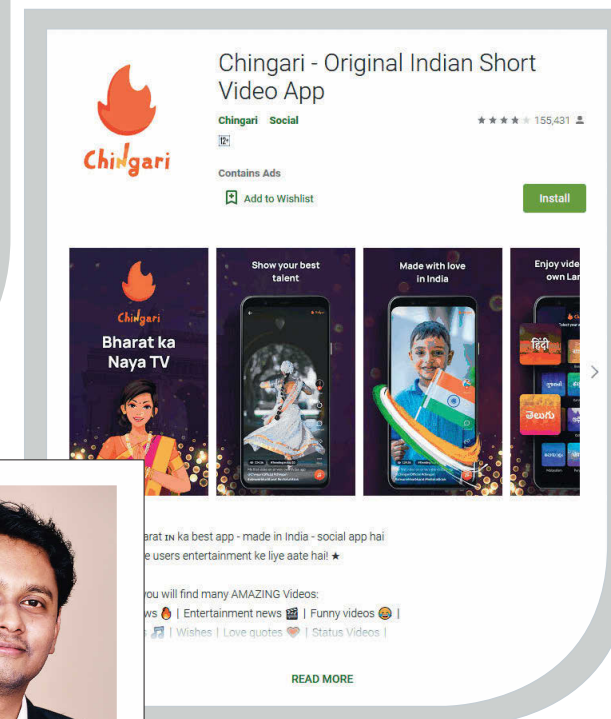 Chingari - Original Indian Short
Video App
Chingari Social
155,431
12+
Contains Ads
Add to Wishlist
Install
Chingari
Chingari
Bharat ka
Naya TV
Show your best
talent
Made with love
in India
Enjoy vide
own Lan
हिंदी
తెలుగు
arat IN ka best app - made in India - social app hai
e users entertainment ke liye aate hai! ★
you will find many AMAZING Videos:
ws 🔥 | Entertainment news 🎬 | Funny videos 😂 |
🎵 | Wishes | Love quotes 💖 | Status Videos |
READ MORE